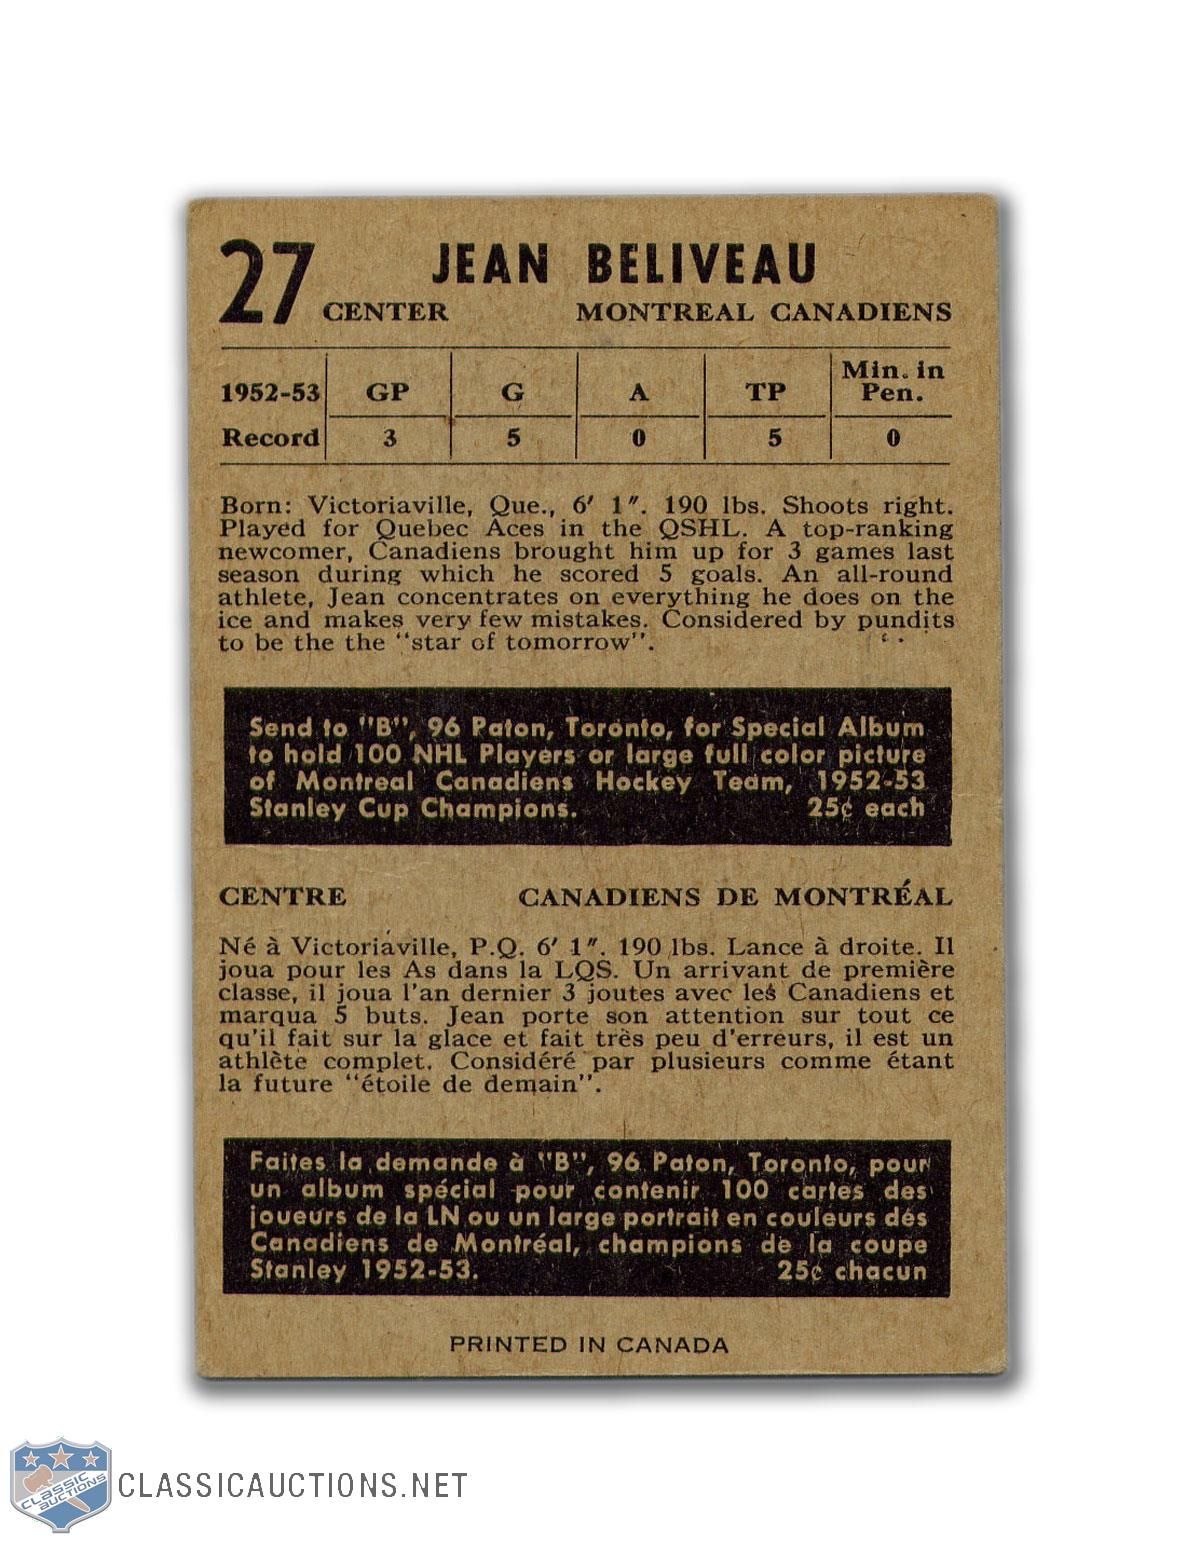 27 JEAN BELIVEAU
CENTER MONTREAL CANADIENS
1952-53 GP G A TP Min. in Pen.
Record 3 5 0 5 0
Born: Victoriaville, Que., 6' 1". 190 lbs. Shoots right.
Played for Quebec Aces in the QSHL. A top-ranking
newcomer, Canadiens brought him up for 3 games last
season during which he scored 5 goals. An all-round
athlete, Jean concentrates on everything he does on the
ice and makes very few mistakes. Considered by pundits
to be the the "star of tomorrow".
Send to "B", 96 Paton, Toronto, for Special Album
to hold 100 NHL Players or large full color picture
of Montreal Canadiens Hockey Team, 1952-53
Stanley Cup Champions. 25¢ each
CENTRE CANADIENS DE MONTRÉAL
Né à Victoriaville, P.Q. 6' 1". 190 lbs. Lance à droite. Il
joua pour les As dans la LQS. Un arrivant de première
classe, il joua l'an dernier 3 joutes avec les Canadiens et
marqua 5 buts. Jean porte son attention sur tout ce
qu'il fait sur la glace et fait très peu d'erreurs, il est un
athlète complet. Considéré par plusieurs comme étant
la future "étoile de demain".
Faites la demande à "B", 96 Paton, Toronto, pour
un album spécial pour contenir 100 cartes des
joueurs de la LN ou un large portrait en couleurs des
Canadiens de Montréal, champions de la coupe
Stanley 1952-53. 25¢ chacun
PRINTED IN CANADA
CLASSIC
AUCTIONS
CLASSICAUCTIONS.NET